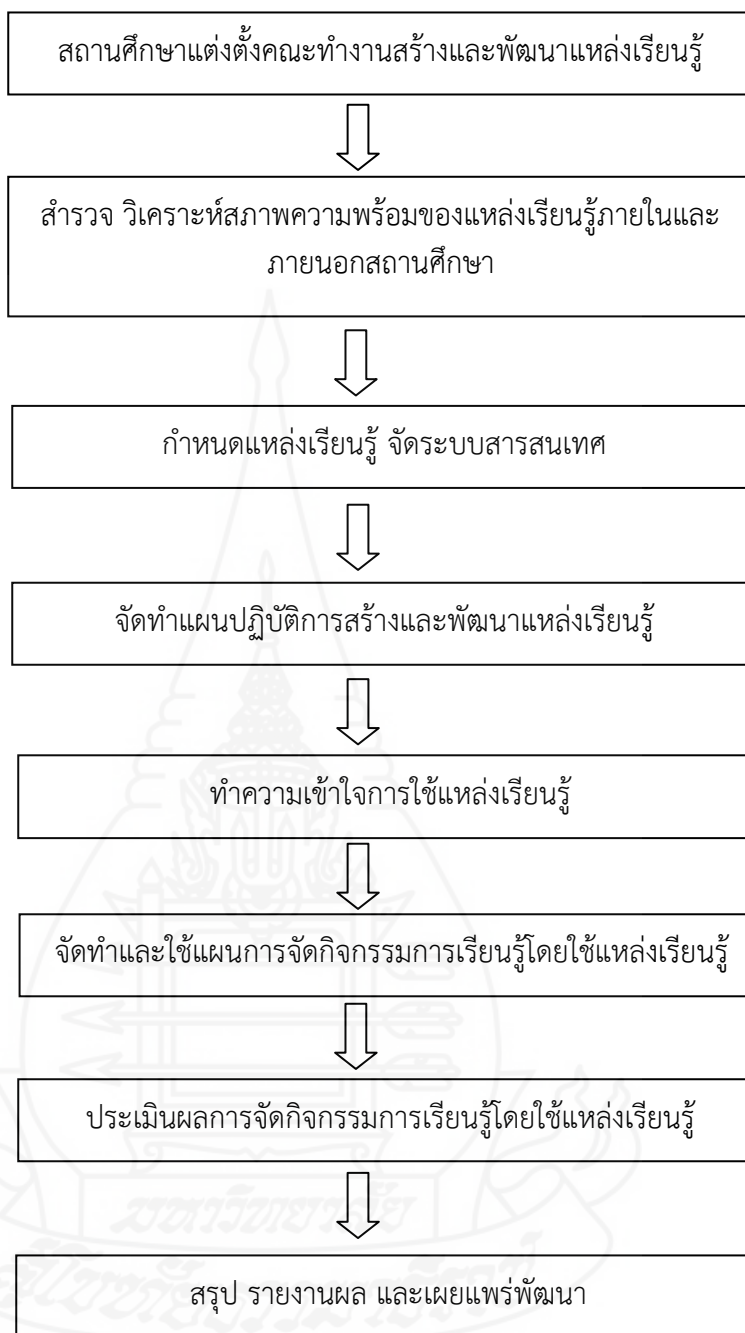 สถานศึกษาแต่งตั้งคณะทำงานสร้างและพัฒนาแหล่งเรียนรู้
สำรวจ วิเคราะห์สภาพความพร้อมของแหล่งเรียนรู้ภายในและ
ภายนอกสถานศึกษา
กำหนดแหล่งเรียนรู้ จัดระบบสารสนเทศ
จัดทำแผนปฏิบัติการสร้างและพัฒนาแหล่งเรียนรู้
ทำความเข้าใจการใช้แหล่งเรียนรู้
จัดทำและใช้แผนการจัดกิจกรรมการเรียนรู้โดยใช้แหล่งเรียนรู้
ประเมินผลการจัดกิจกรรมการเรียนรู้โดยใช้แหล่งเรียนรู้
มหาวิทยาลัย
สรุป รายงานผล และเผยแพร่พัฒนา